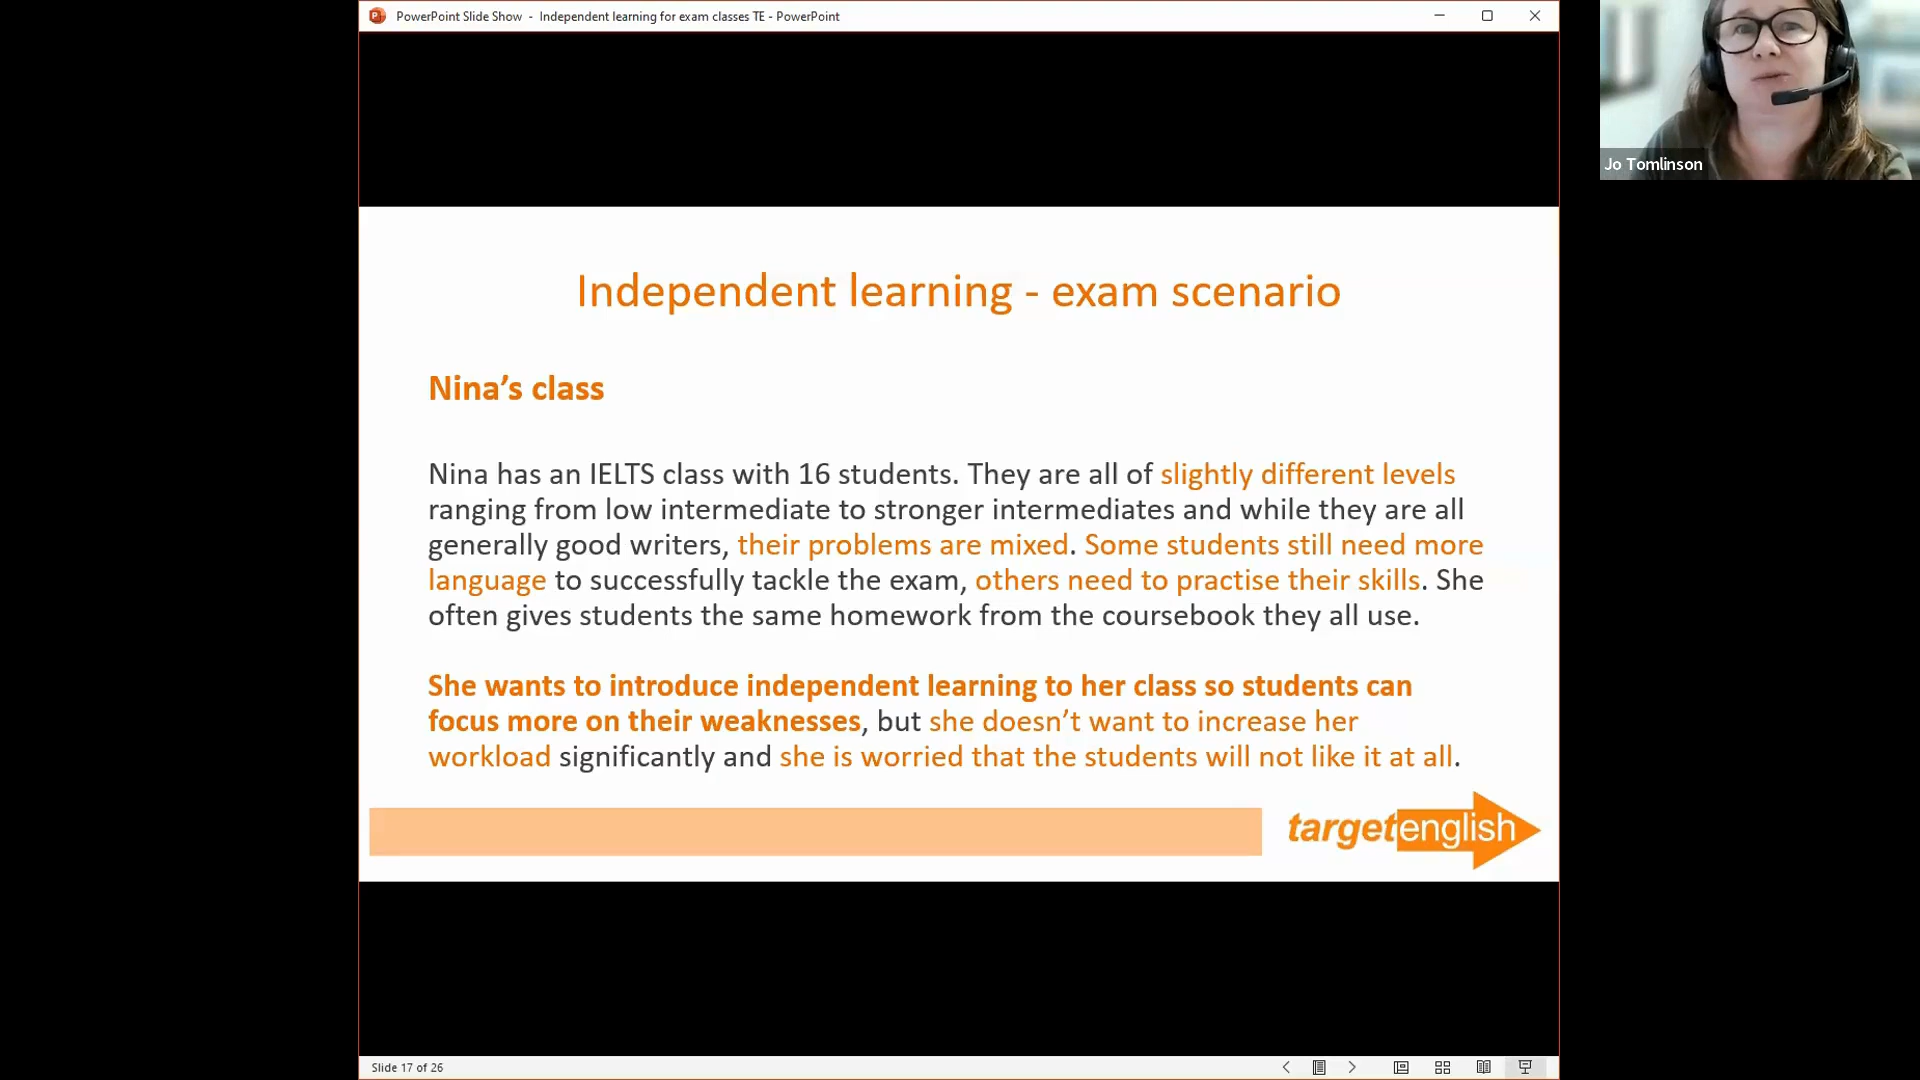 PowerPoint Slide Show - Independent learning for exam classes TE - PowerPoint
Jo Tomlinson
Independent learning - exam scenario
Nina’s class
Nina has an IELTS class with 16 students. They are all of slightly different levels
ranging from low intermediate to stronger intermediates and while they are all
generally good writers, their problems are mixed. Some students still need more
language to successfully tackle the exam, others need to practise their skills. She
often gives students the same homework from the coursebook they all use.
She wants to introduce independent learning to her class so students can
focus more on their weaknesses, but she doesn’t want to increase her
workload significantly and she is worried that the students will not like it at all.
targetenglish
Slide 17 of 26